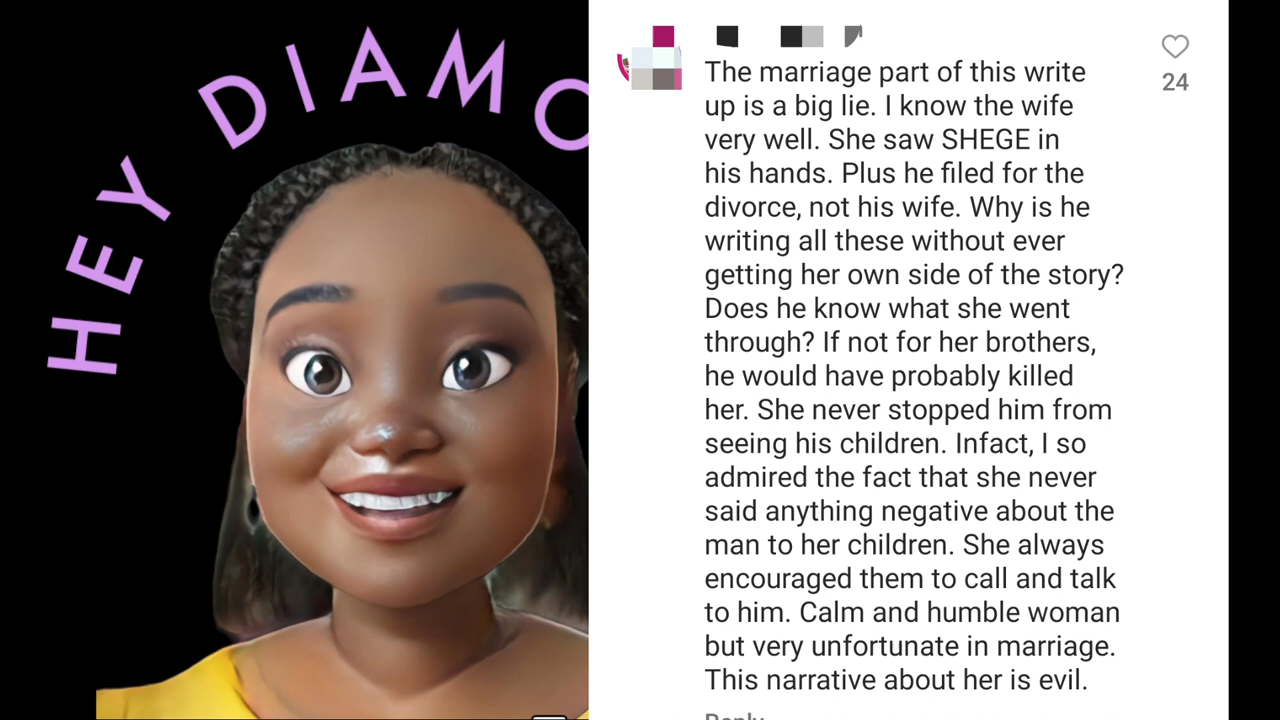 HEY DIAMO
The marriage part of this write
up is a big lie. I know the wife
very well. She saw SHEGE in
his hands. Plus he filed for the
divorce, not his wife. Why is he
writing all these without ever
getting her own side of the story?
Does he know what she went
through? If not for her brothers,
he would have probably killed
her. She never stopped him from
seeing his children. Infact, I so
admired the fact that she never
said anything negative about the
man to her children. She always
encouraged them to call and talk
to him. Calm and humble woman
but very unfortunate in marriage.
This narrative about her is evil.
24
Reply